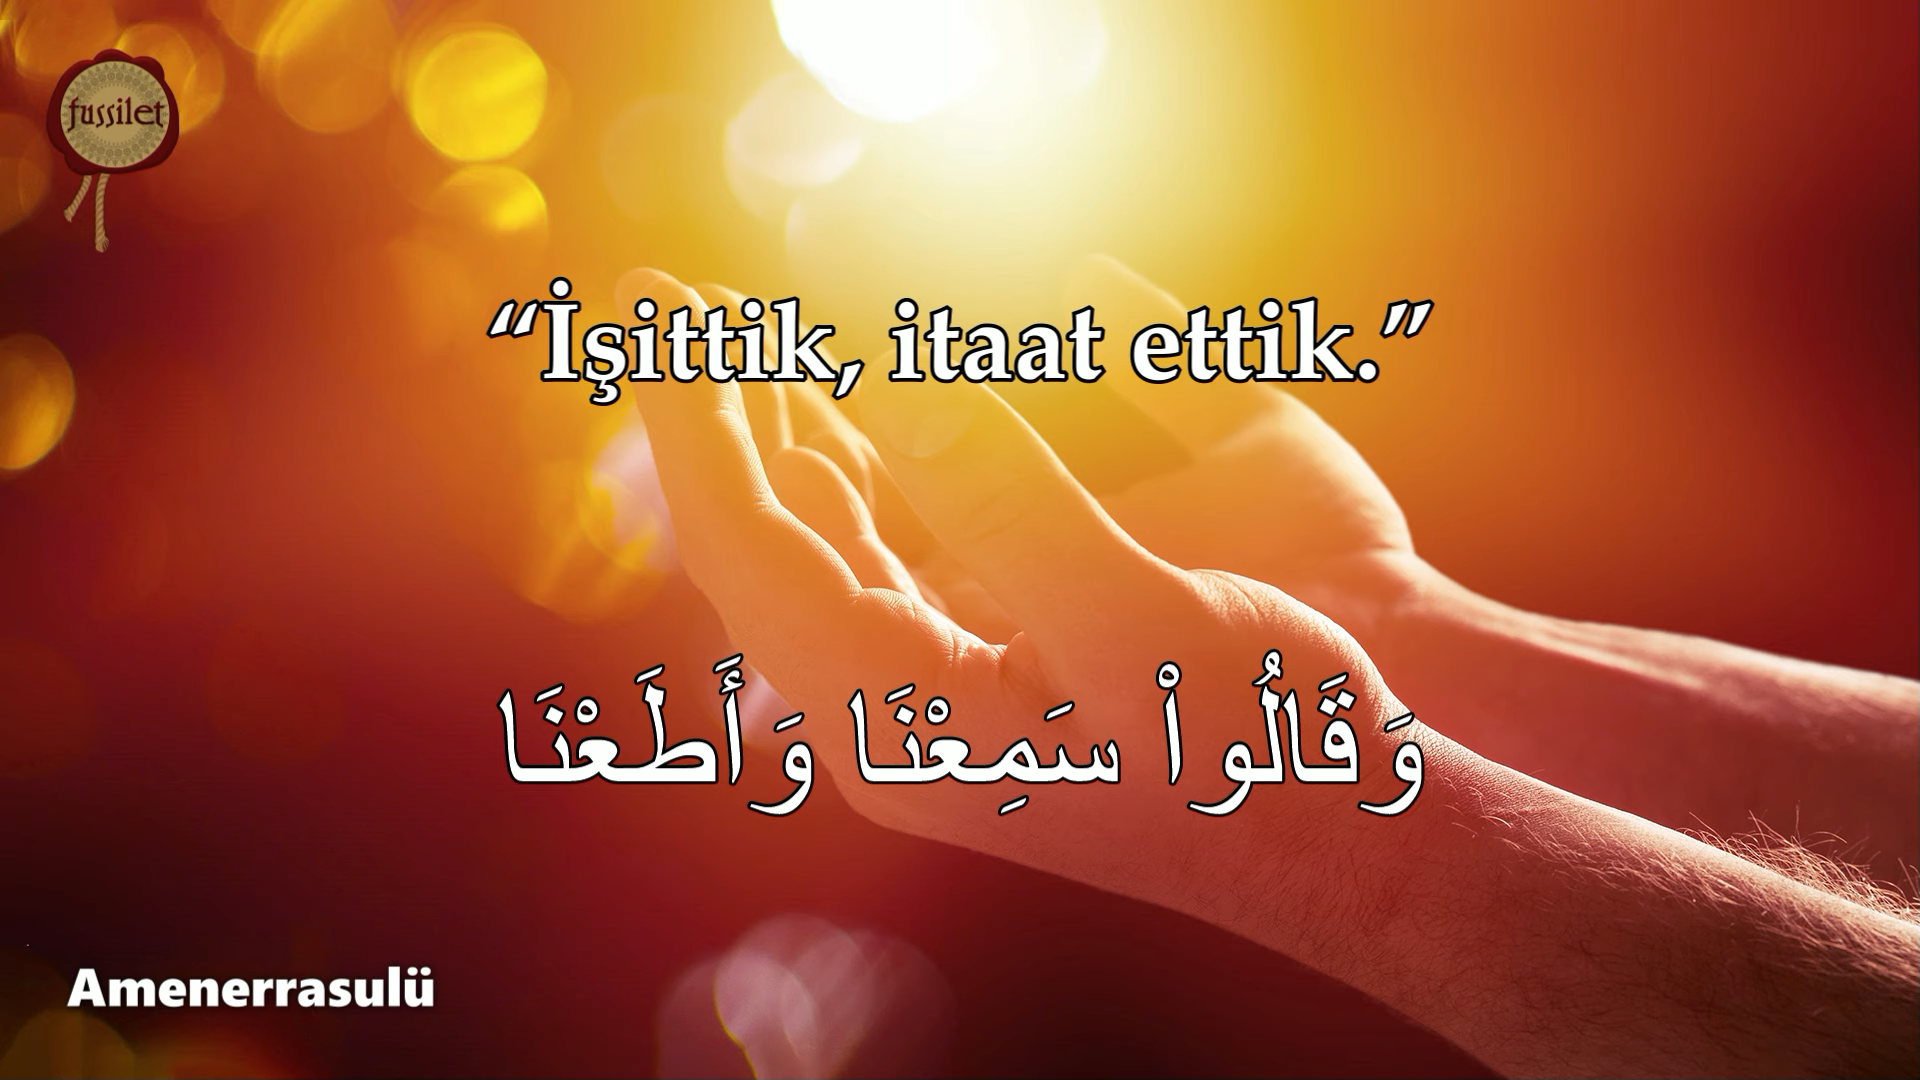 fussilet
“İşittik, itaat ettik.”
وَقَالُواْ سَمِعْنَا وَأَطَعْنَا
Amenerrasulü